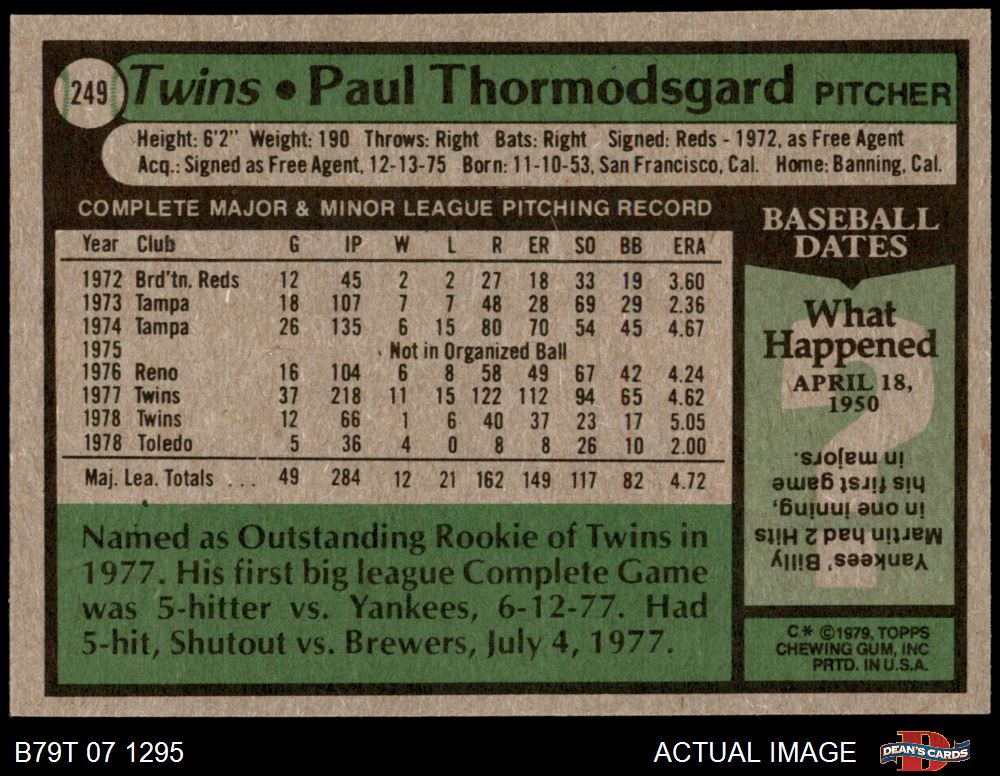 249 Twins • Paul Thormodsgard PITCHER
Height: 6'2" Weight: 190 Throws: Right Bats: Right Signed: Reds - 1972, as Free Agent
Acq.: Signed as Free Agent, 12-13-75 Born: 11-10-53, San Francisco, Cal. Home: Banning, Cal.
COMPLETE MAJOR & MINOR LEAGUE PITCHING RECORD
Year Club G IP W L R ER SO BB ERA
1972 Brd'tn. Reds 12 45 2 2 27 18 33 19 3.60
1973 Tampa 18 107 7 7 48 28 69 29 2.36
1974 Tampa 26 135 6 15 80 70 54 45 4.67
1975 Not in Organized Ball
1976 Reno 16 104 6 8 58 49 67 42 4.24
1977 Twins 37 218 11 15 122 112 94 65 4.62
1978 Twins 12 66 1 6 40 37 23 17 5.05
1978 Toledo 5 36 4 0 8 8 26 10 2.00
Maj. Lea. Totals ... 49 284 12 21 162 149 117 82 4.72
Named as Outstanding Rookie of Twins in
1977. His first big league Complete Game
was 5-hitter vs. Yankees, 6-12-77. Had
5-hit, Shutout vs. Brewers, July 4, 1977.
BASEBALL
DATES
What
Happened
APRIL 18,
1950
?
Yankees' Billy
Martin had 2 Hits
in one inning,
his first game
in majors.
C* ©1979, TOPPS
CHEWING GUM, INC
PRTD. IN U.S.A.
B79T 07 1295
ACTUAL IMAGE
D
DEAN'S CARDS